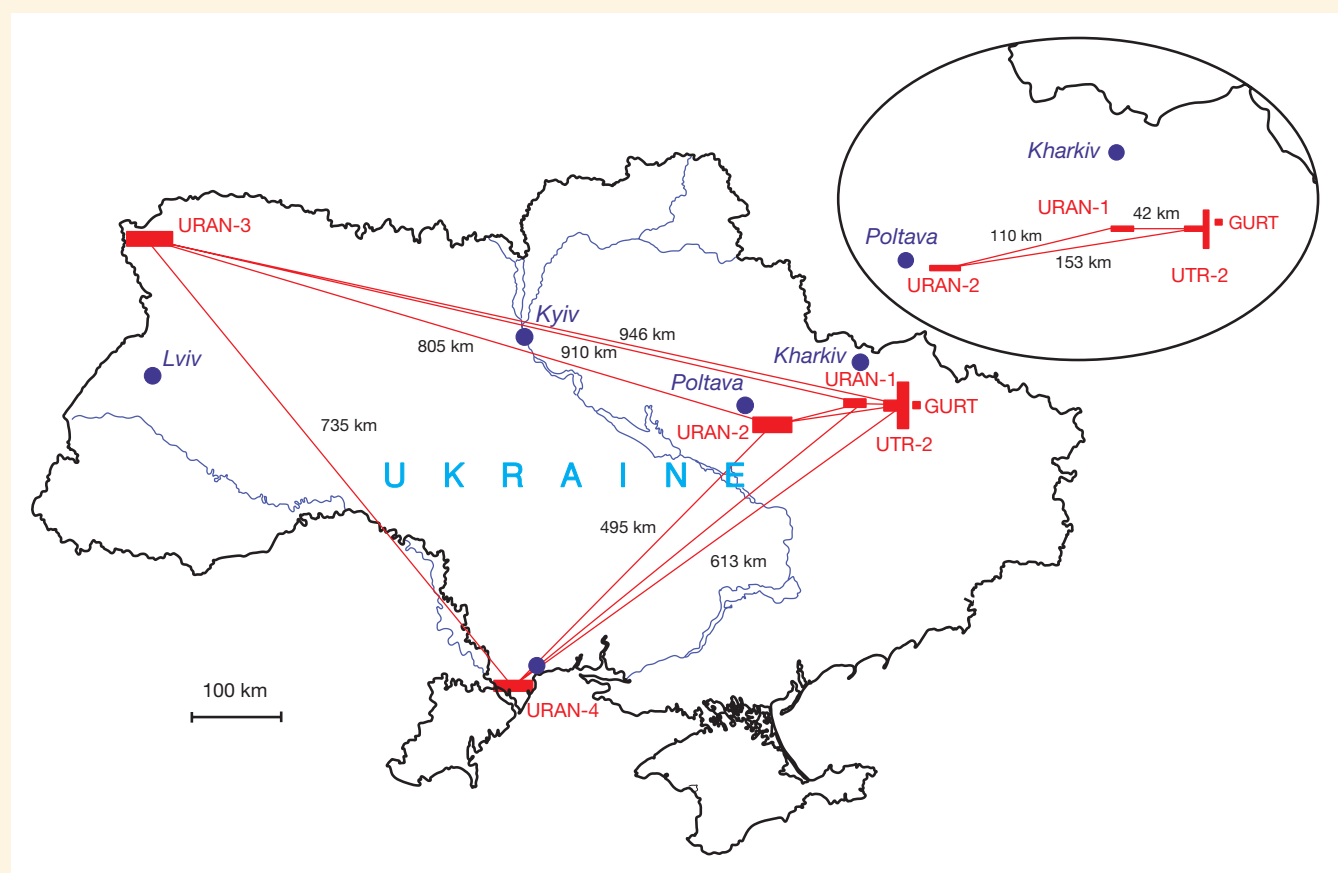 Kharkiv
URAN-1
42 km
GURT
110 km
Poltava
153 km
URAN-2
UTR-2
URAN-3
Kyiv
946 km
805 km
910 km
Kharkiv
Lviv
URAN-1
Poltava
GURT
URAN-2
UTR-2
735 km
UKRAINE
495 km
613 km
100 km
URAN-4